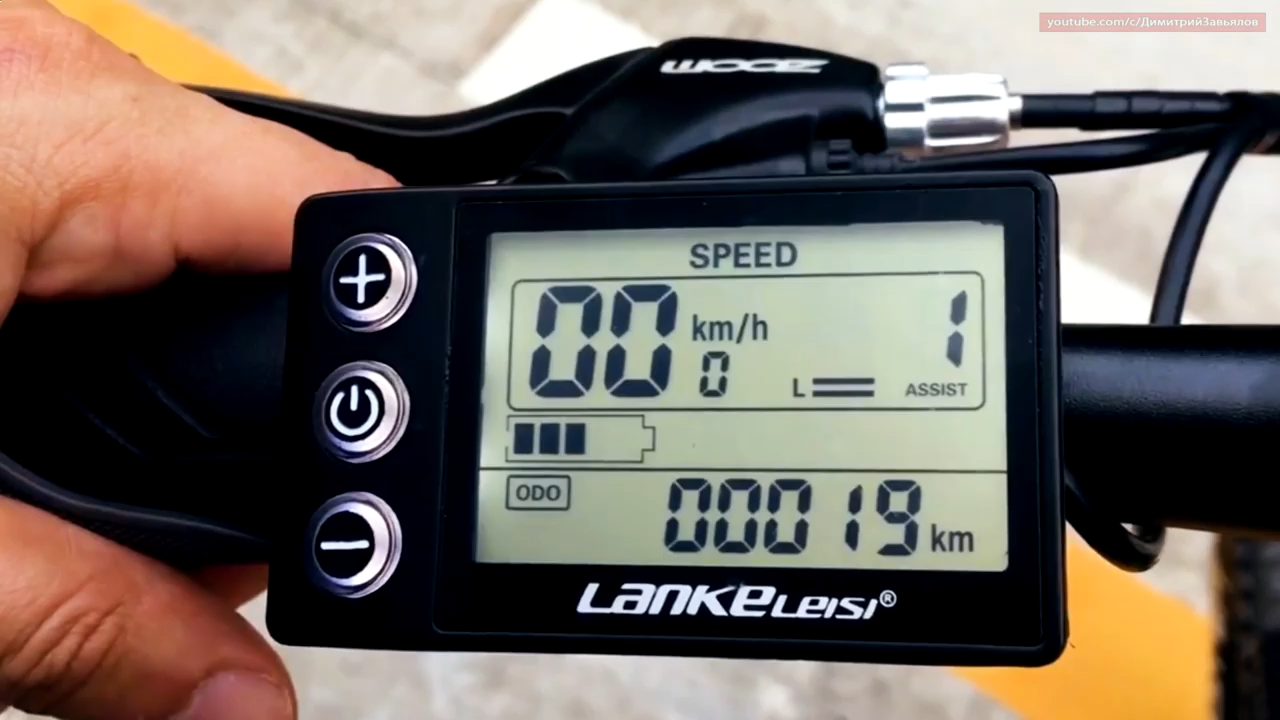 youtube.com/c/ДимитрийЗавьялов
ZOOM
SPEED
00 km/h
0
L
1
ASSIST
ODO
00019 km
LANKELEISI®